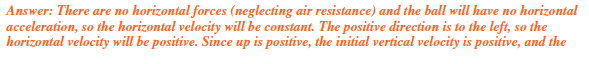 Answer: There are no horizontal forces (neglecting air resistance) and the ball will have no horizontal
acceleration, so the horizontal velocity will be constant. The positive direction is to the left, so the
horizontal velocity will be positive. Since up is positive, the initial vertical velocity is positive, and the